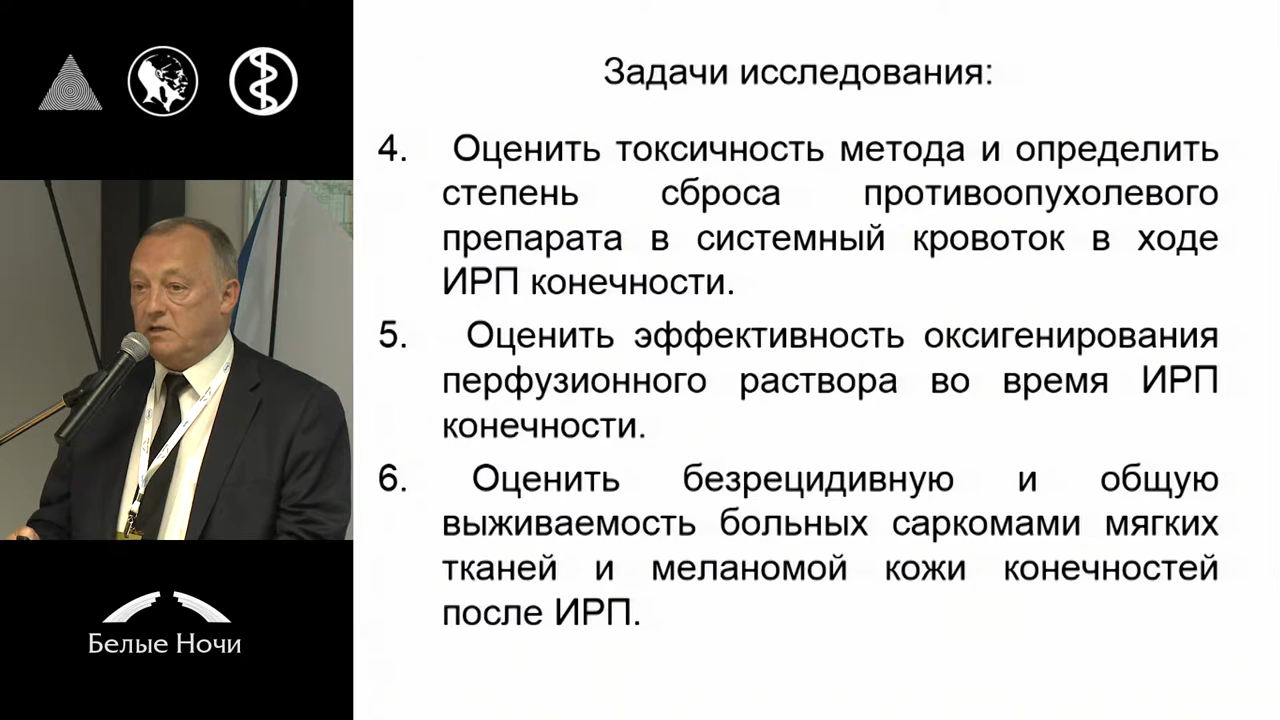 Задачи исследования:
4. Оценить токсичность метода и определить
степень сброса противоопухолевого
препарата в системный кровоток в ходе
ИРП конечности.
5. Оценить эффективность оксигенирования
перфузионного раствора во время ИРП
конечности.
6. Оценить безрецидивную и общую
выживаемость больных саркомами мягких
тканей и меланомой кожи конечностей
после ИРП.
Белые Ночи